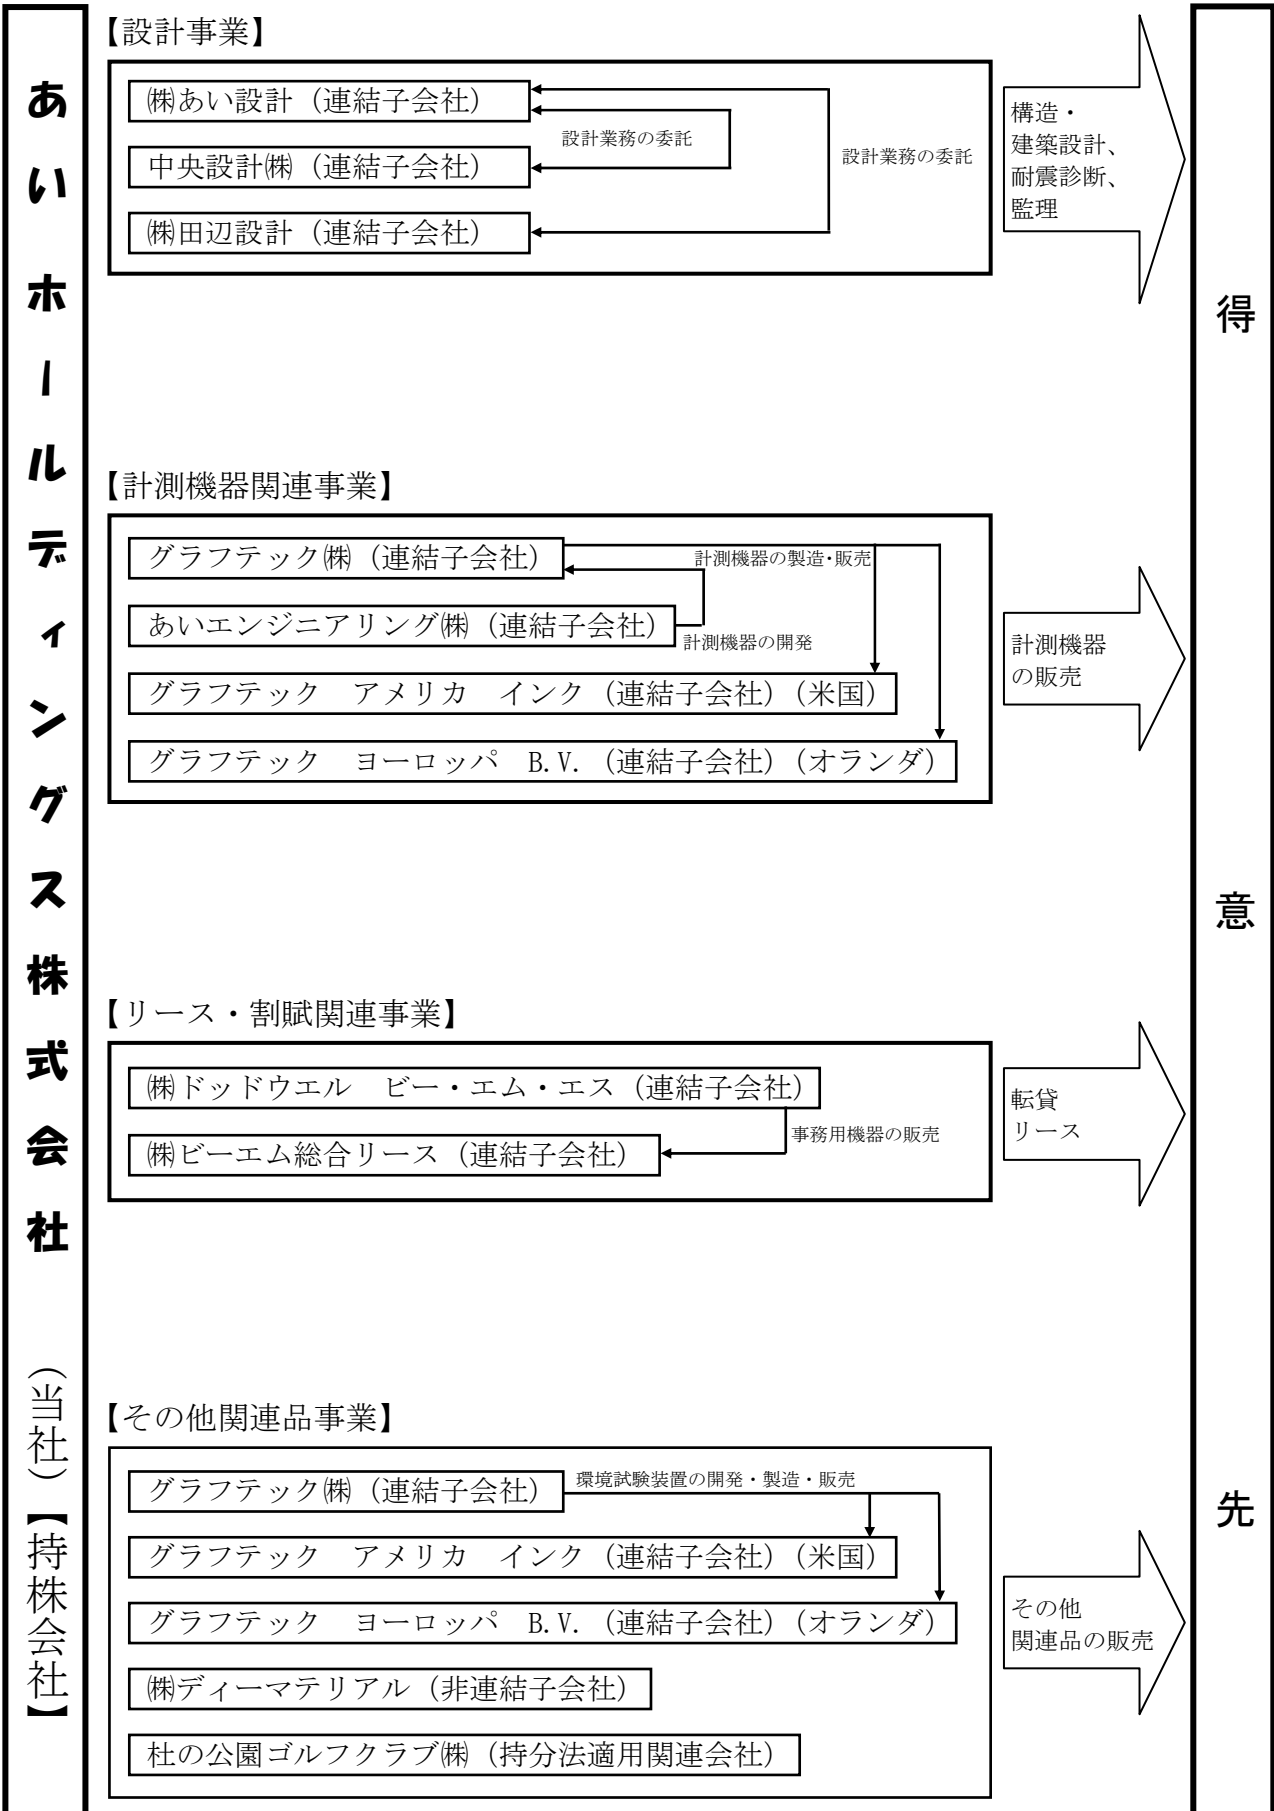 あいホールディングス株式会社（当社）【持株会社】
【設計事業】
㈱あい設計（連結子会社）
設計業務の委託
中央設計㈱（連結子会社）
設計業務の委託
㈱田辺設計（連結子会社）
構造・
建築設計、
耐震診断、
監理
【計測機器関連事業】
グラフテック㈱（連結子会社）
計測機器の製造・販売
あいエンジニアリング㈱（連結子会社）
計測機器の開発
グラフテック　アメリカ　インク（連結子会社）（米国）
グラフテック　ヨーロッパ　B.V.（連結子会社）（オランダ）
計測機器
の販売
【リース・割賦関連事業】
㈱ドッドウエル　ビー・エム・エス（連結子会社）
事務用機器の販売
㈱ビーエム総合リース（連結子会社）
転貸
リース
【その他関連品事業】
グラフテック㈱（連結子会社）
環境試験装置の開発・製造・販売
グラフテック　アメリカ　インク（連結子会社）（米国）
グラフテック　ヨーロッパ　B.V.（連結子会社）（オランダ）
㈱ディーマテリアル（非連結子会社）
杜の公園ゴルフクラブ㈱（持分法適用関連会社）
その他
関連品の販売
得意先